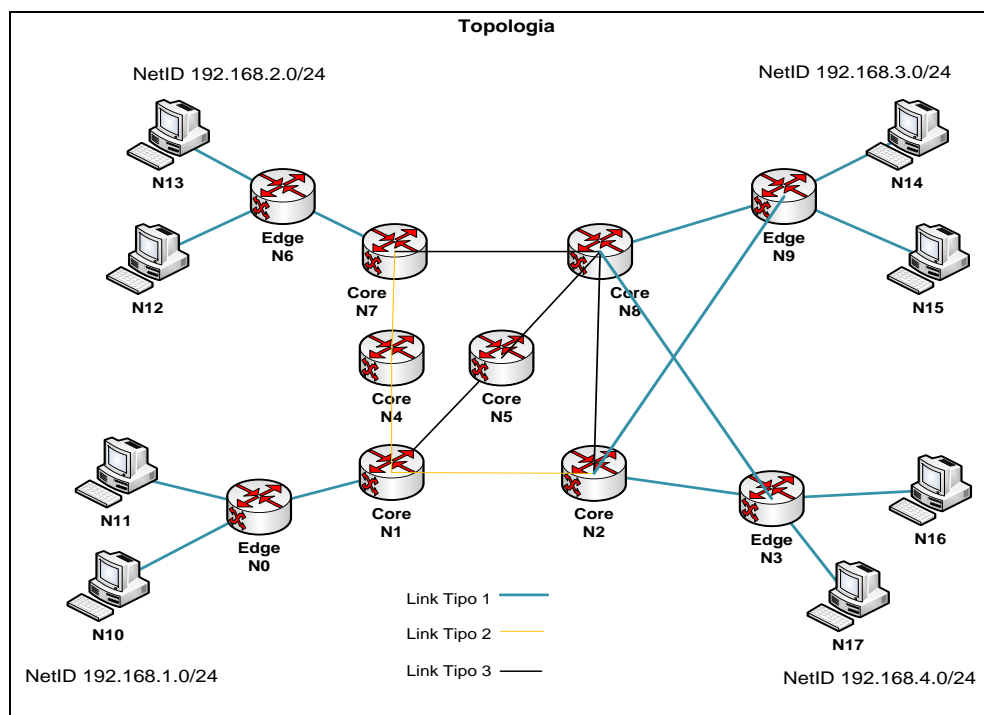 Topologia
NetID 192.168.2.0/24
NetID 192.168.3.0/24
N13
N14
Edge
N6
Edge
N9
N12
Core
N7
Core
N8
N15
Core
N4
Core
N5
N11
Core
N1
Core
N2
N16
Edge
N0
Edge
N3
Link Tipo 1
N10
Link Tipo 2
N17
NetID 192.168.1.0/24
Link Tipo 3
NetID 192.168.4.0/24